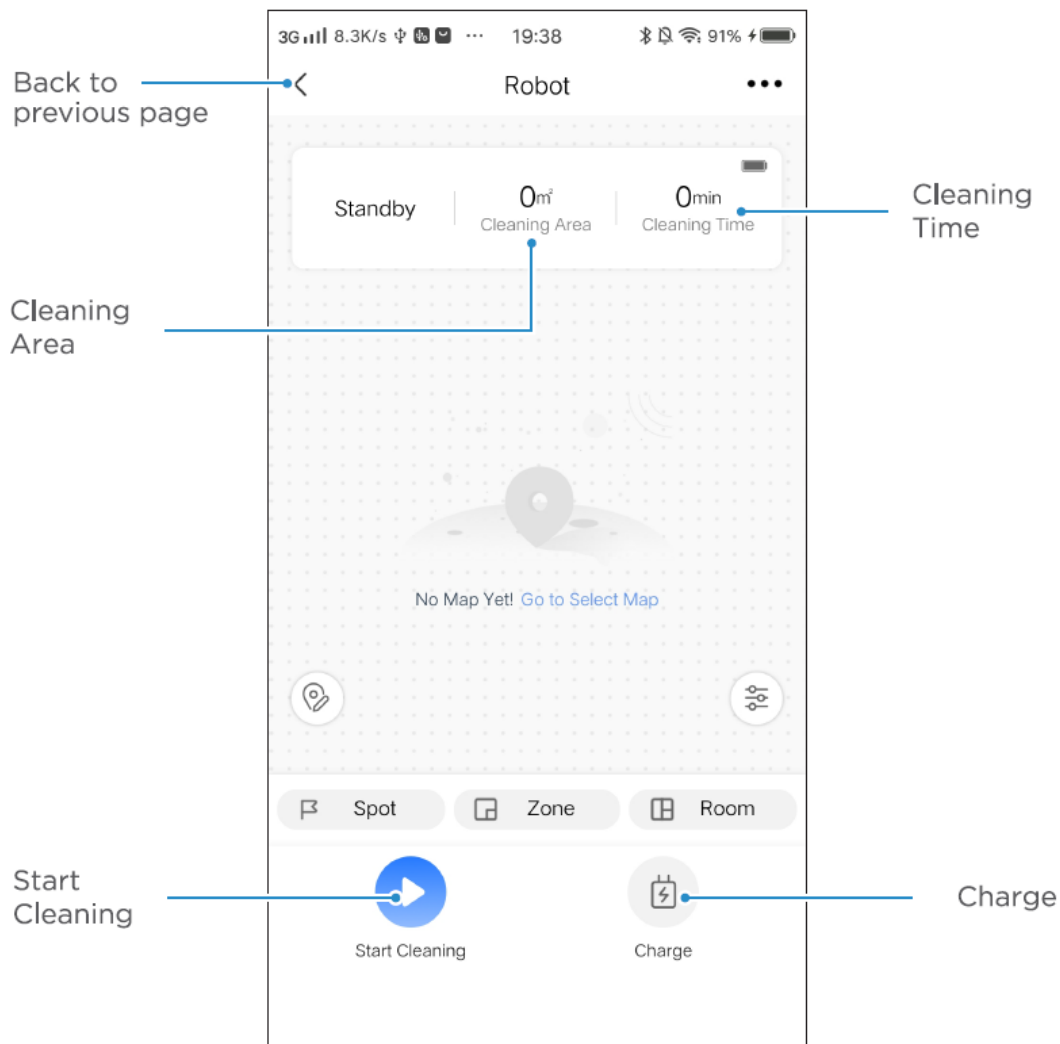 3G 8.3K/s ... 19:38 91%
Back to
previous page
Robot
Standby
0m²
Cleaning Area
0min
Cleaning Time
Cleaning
Time
Cleaning
Area
No Map Yet! Go to Select Map
Spot
Zone
Room
Start
Cleaning
Charge
Start Cleaning
Charge